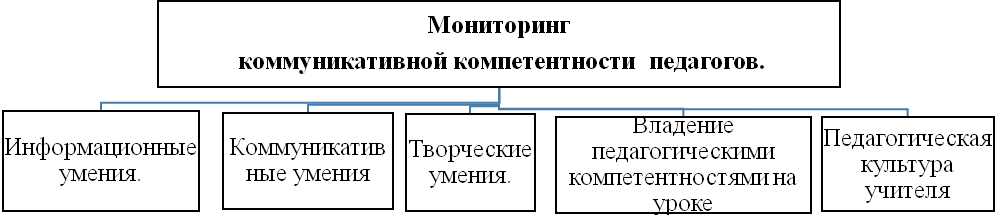 Мониторинг
коммуникативной компетентности педагогов.
Информационные
умения.
Коммуникатив
ные умения
Творческие
умения.
Владение
педагогическими
компетентностями на
уроке
Педагогическая
культура
учителя